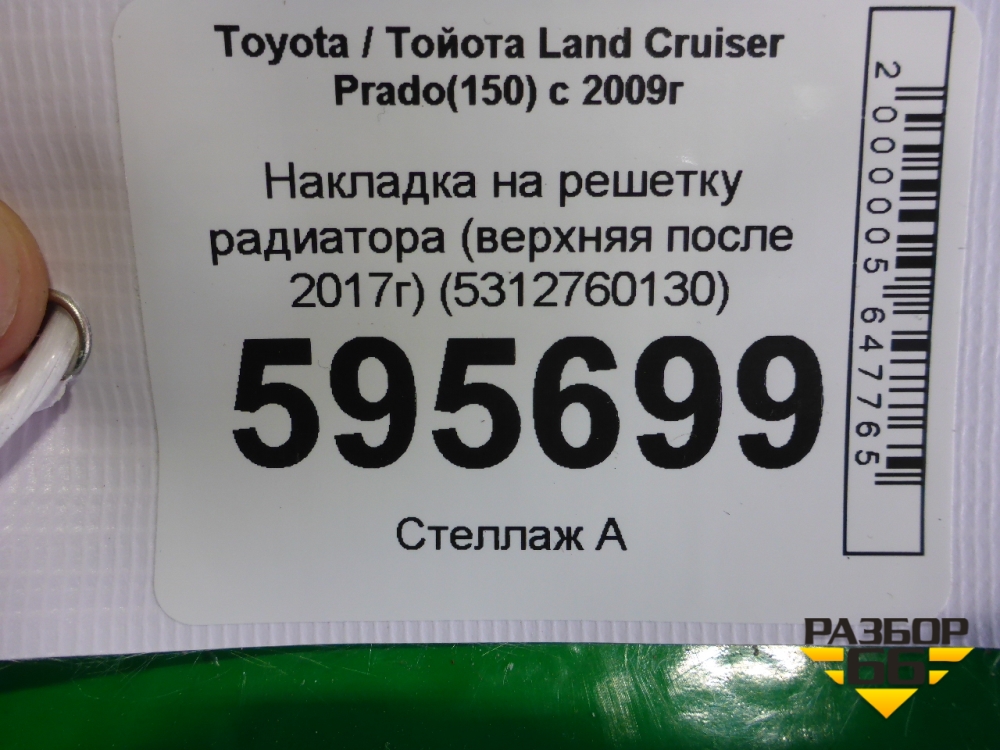 Toyota / Тойота Land Cruiser
Prado(150) с 2009г
Накладка на решетку
радиатора (верхняя после
2017г) (5312760130)
595699
Стеллаж А
2000005647765
РАЗБОР
66